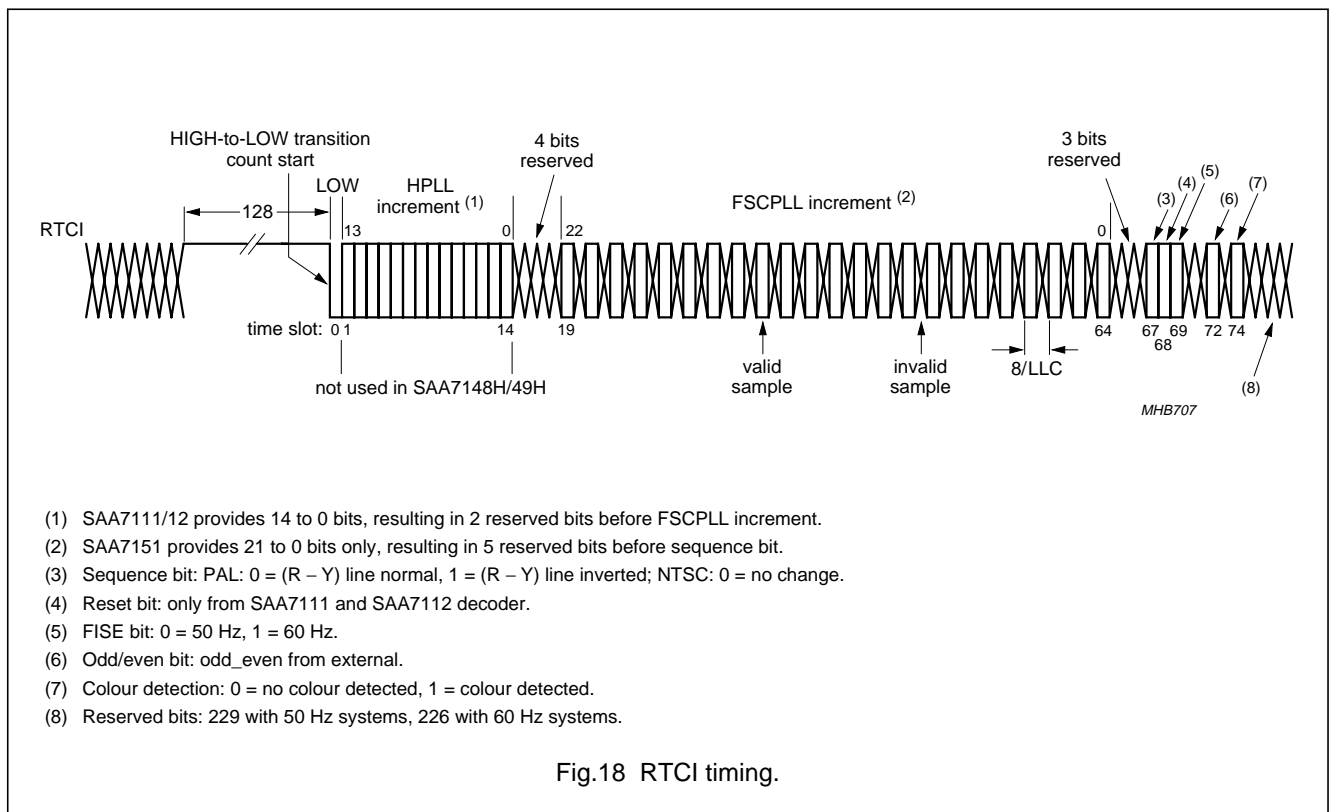 HIGH-to-LOW transition
count start
4 bits
reserved
3 bits
reserved
(3)
(4)
(5)
(6)
(7)
LOW
HPLL
increment (1)
FSCPLL increment (2)
128
RTCI
13
0
22
0
time slot:
0 1
14
19
64
67
68
69
72
74
not used in SAA7148H/49H
valid
sample
invalid
sample
8/LLC
(8)
MHB707
(1) SAA7111/12 provides 14 to 0 bits, resulting in 2 reserved bits before FSCPLL increment.
(2) SAA7151 provides 21 to 0 bits only, resulting in 5 reserved bits before sequence bit.
(3) Sequence bit: PAL: 0 = (R − Y) line normal, 1 = (R − Y) line inverted; NTSC: 0 = no change.
(4) Reset bit: only from SAA7111 and SAA7112 decoder.
(5) FISE bit: 0 = 50 Hz, 1 = 60 Hz.
(6) Odd/even bit: odd_even from external.
(7) Colour detection: 0 = no colour detected, 1 = colour detected.
(8) Reserved bits: 229 with 50 Hz systems, 226 with 60 Hz systems.
Fig.18 RTCI timing.